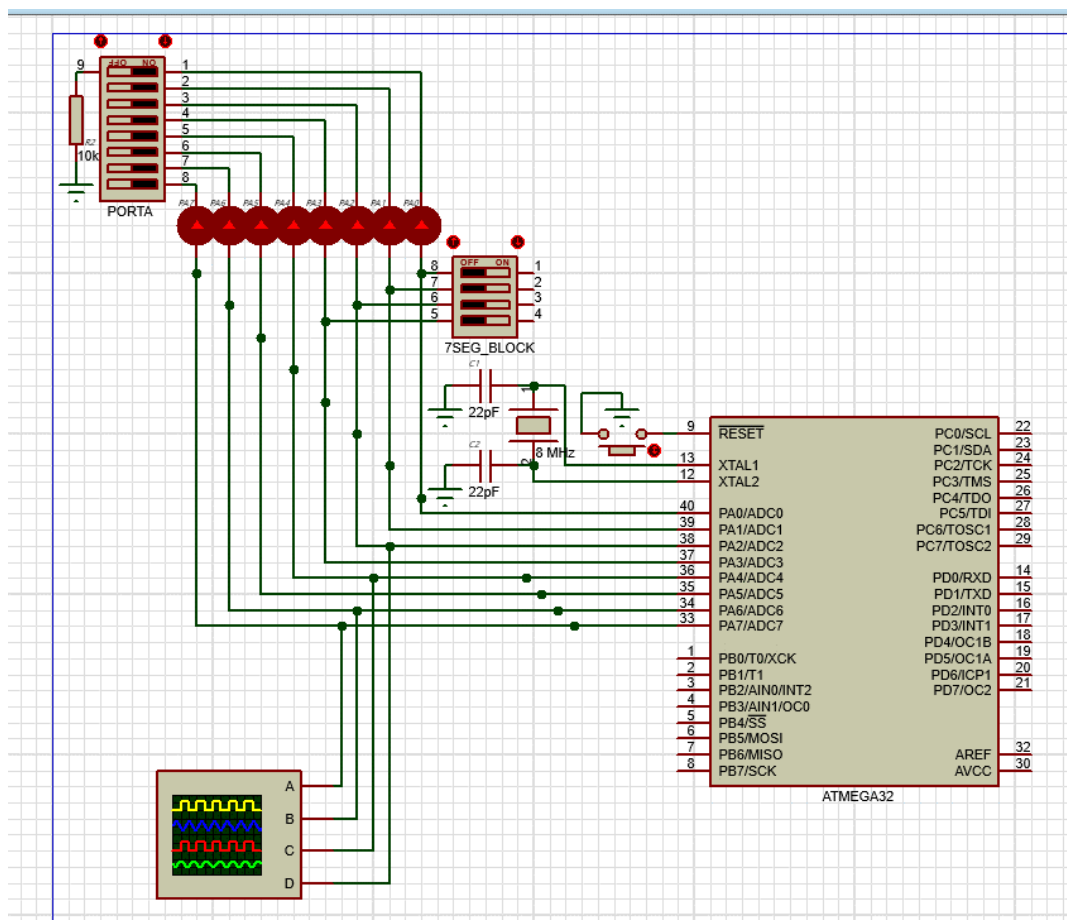 9
OFF ON
1
2
3
4
5
6
7
8
R2
10k
PORTA
PA7 PA6 PA5 PA4 PA3 PA2 PA1 PA0
OFF ON
8 1
7 2
6 3
5 4
7SEG_BLOCK
C1
22pF
1
8 MHz
2
C2
22pF
9 RESET
13 XTAL1
12 XTAL2
40 PA0/ADC0
39 PA1/ADC1
38 PA2/ADC2
37 PA3/ADC3
36 PA4/ADC4
35 PA5/ADC5
34 PA6/ADC6
33 PA7/ADC7
1 PB0/T0/XCK
2 PB1/T1
3 PB2/AIN0/INT2
4 PB3/AIN1/OC0
5 PB4/SS
6 PB5/MOSI
7 PB6/MISO
8 PB7/SCK
PC0/SCL 22
PC1/SDA 23
PC2/TCK 24
PC3/TMS 25
PC4/TDO 26
PC5/TDI 27
PC6/TOSC1 28
PC7/TOSC2 29
PD0/RXD 14
PD1/TXD 15
PD2/INT0 16
PD3/INT1 17
PD4/OC1B 18
PD5/OC1A 19
PD6/ICP1 20
PD7/OC2 21
AREF 32
AVCC 30
ATMEGA32
A
B
C
D